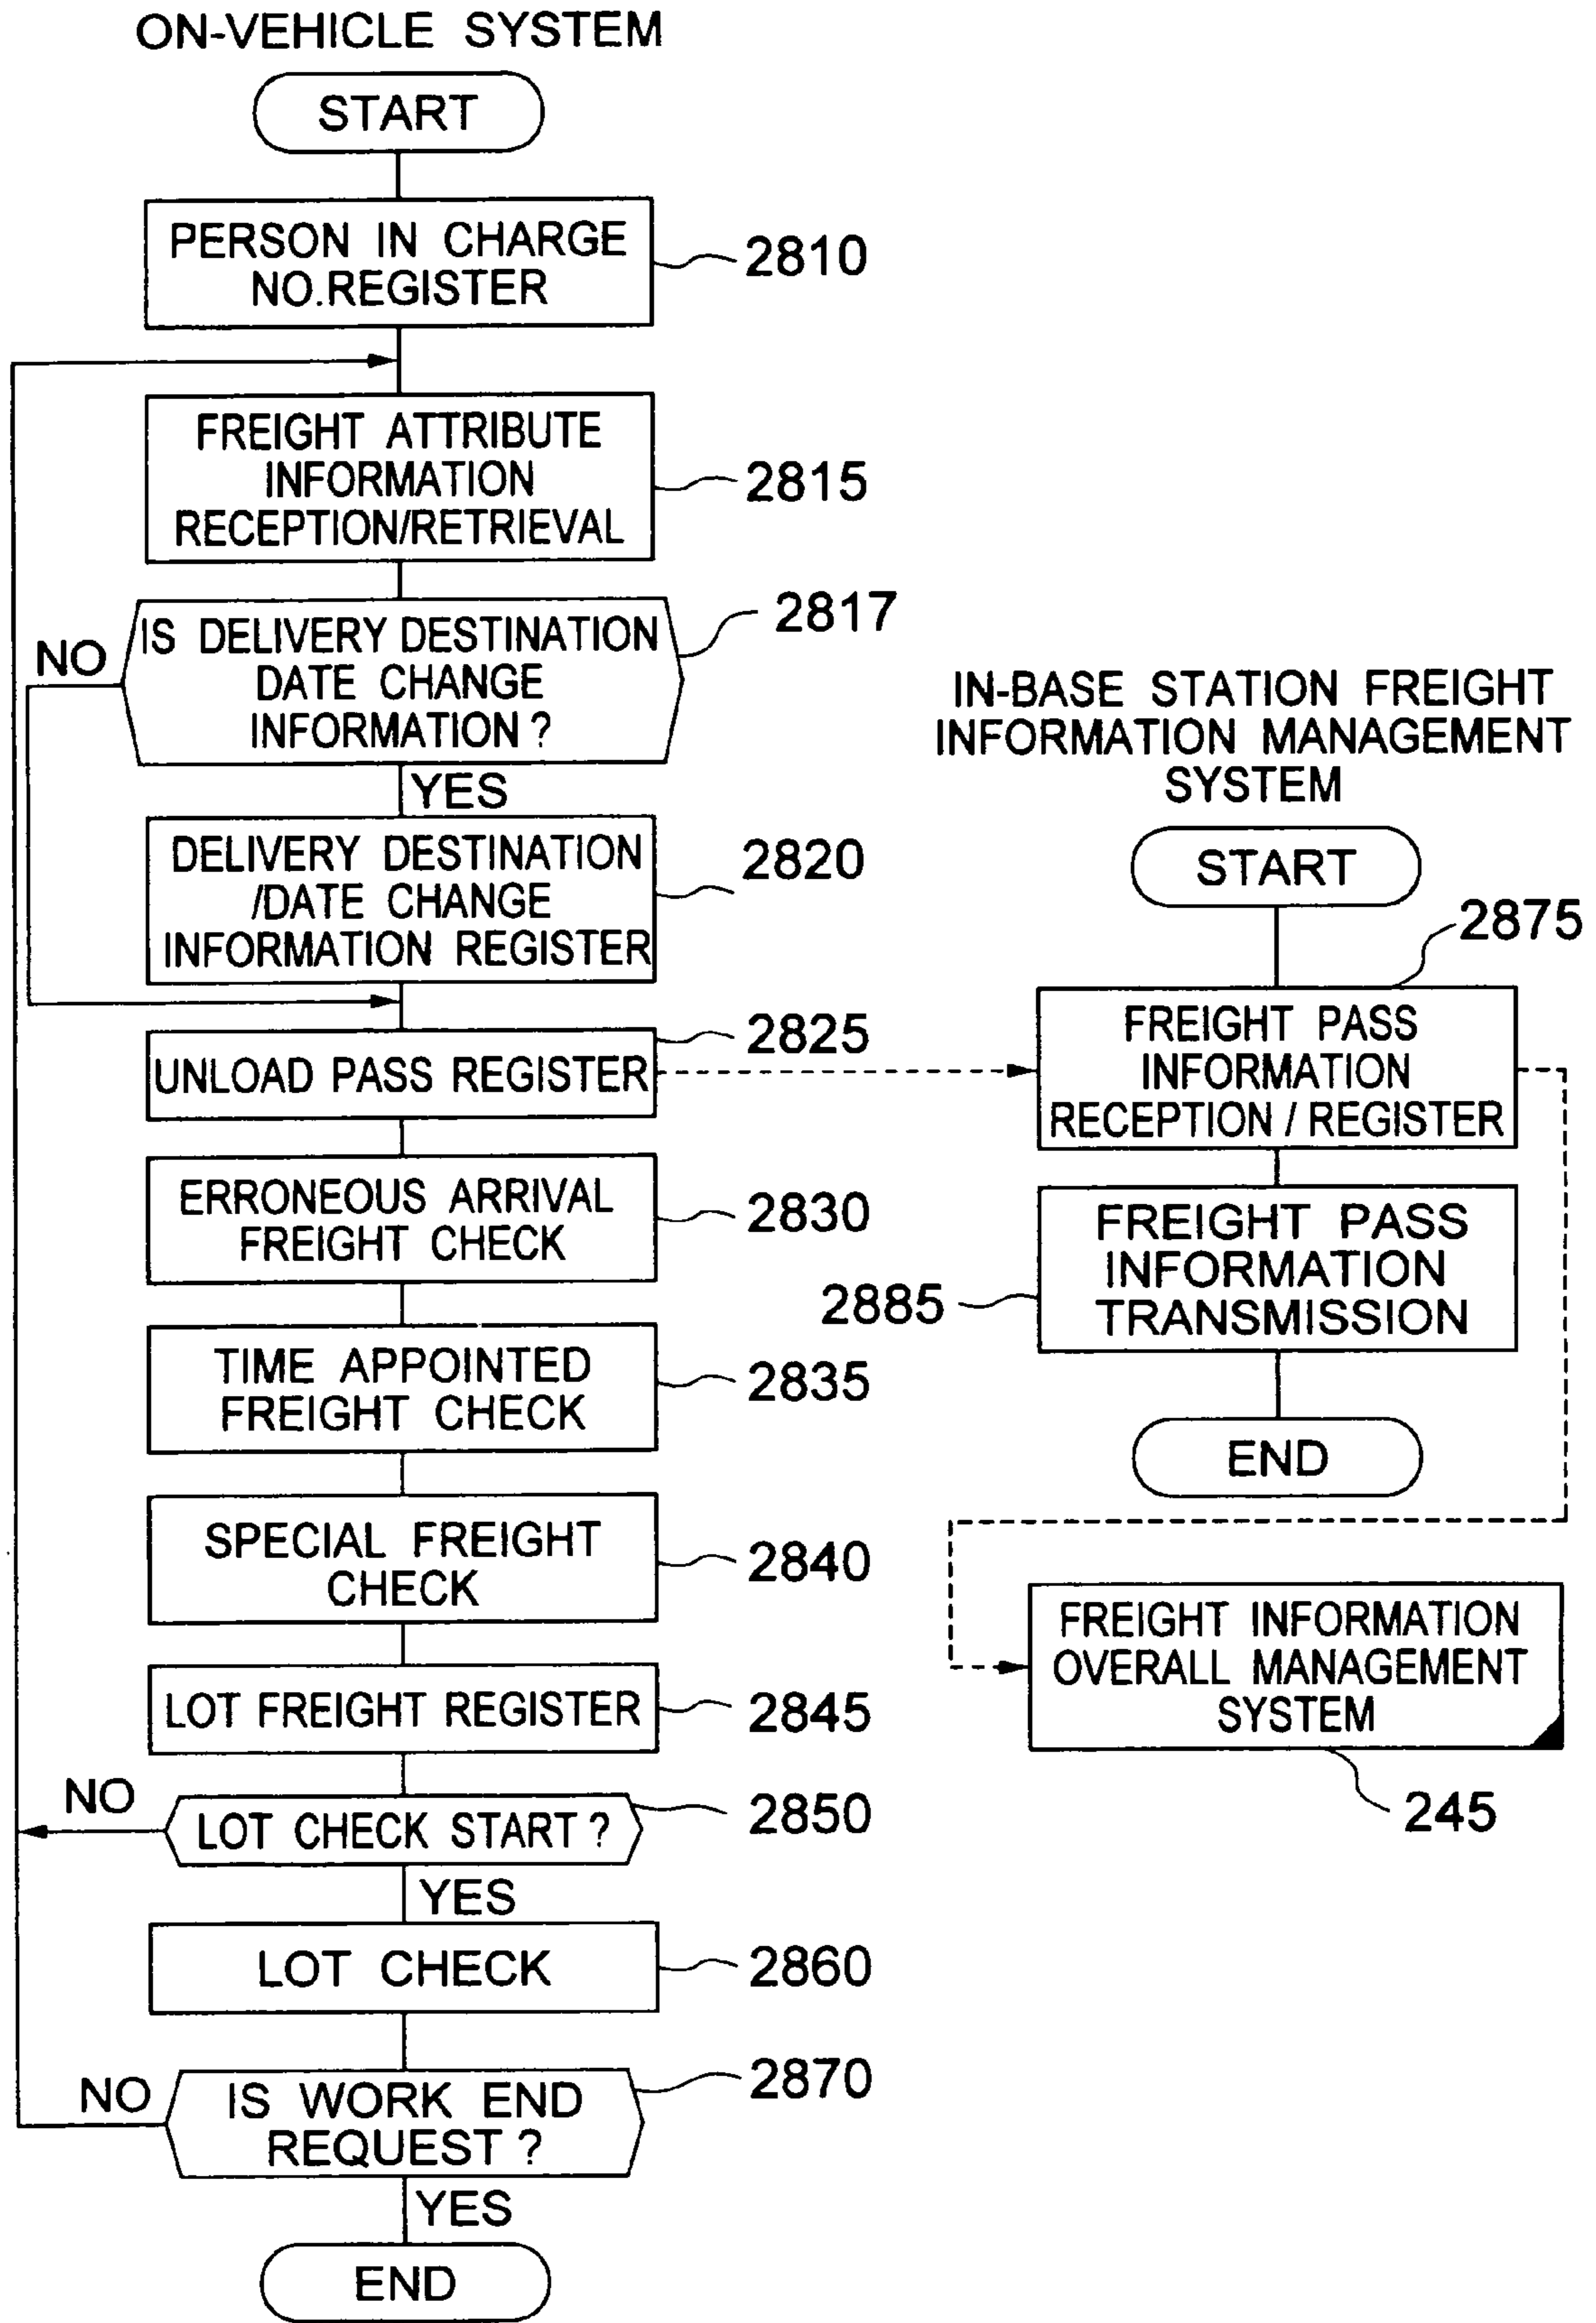 ON-VEHICLE SYSTEM
START
PERSON IN CHARGE
NO.REGISTER
2810
FREIGHT ATTRIBUTE
INFORMATION
RECEPTION/RETRIEVAL
2815
IS DELIVERY DESTINATION
DATE CHANGE
INFORMATION ?
2817
NO
YES
DELIVERY DESTINATION
/DATE CHANGE
INFORMATION REGISTER
2820
UNLOAD PASS REGISTER
2825
ERRONEOUS ARRIVAL
FREIGHT CHECK
2830
TIME APPOINTED
FREIGHT CHECK
2835
SPECIAL FREIGHT
CHECK
2840
LOT FREIGHT REGISTER
2845
NO
LOT CHECK START ?
2850
YES
LOT CHECK
2860
NO
IS WORK END
REQUEST ?
2870
YES
END
IN-BASE STATION FREIGHT
INFORMATION MANAGEMENT
SYSTEM
START
2875
FREIGHT PASS
INFORMATION
RECEPTION / REGISTER
FREIGHT PASS
INFORMATION
TRANSMISSION
2885
END
FREIGHT INFORMATION
OVERALL MANAGEMENT
SYSTEM
245